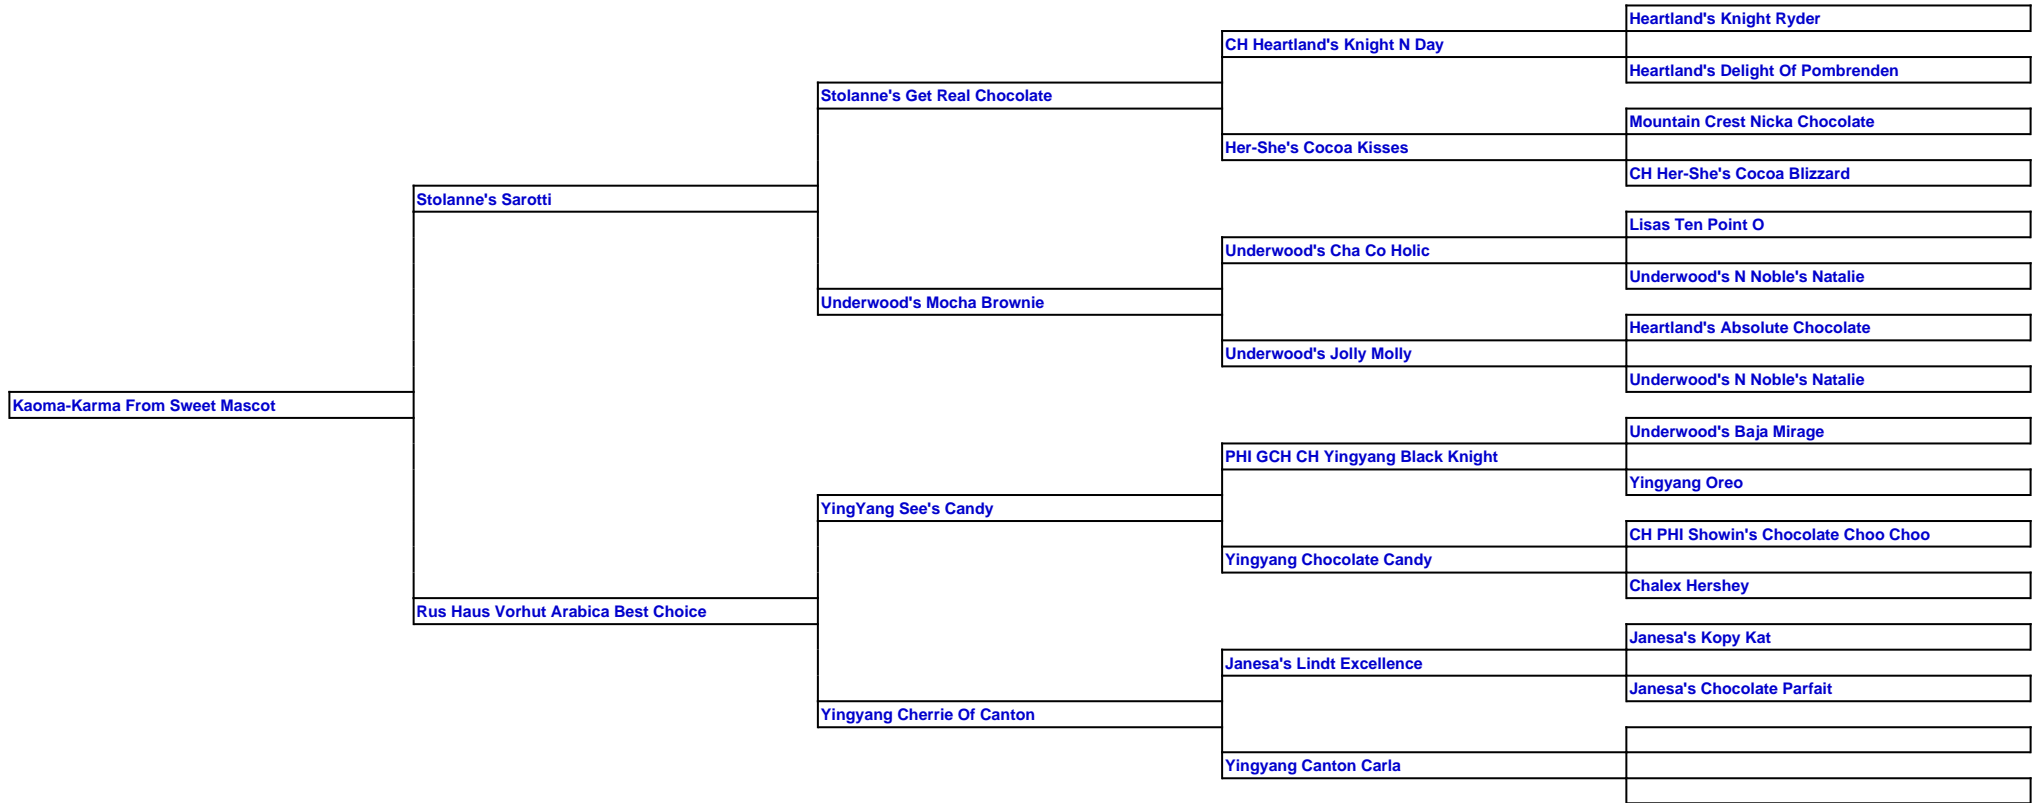 Heartland's Knight Ryder
CH Heartland's Knight N Day
Heartland's Delight Of Pombrenden
Stolanne's Get Real Chocolate
Mountain Crest Nicka Chocolate
Her-She's Cocoa Kisses
CH Her-She's Cocoa Blizzard
Stolanne's Sarotti
Lisas Ten Point O
Underwood's Cha Co Holic
Underwood's N Noble's Natalie
Underwood's Mocha Brownie
Heartland's Absolute Chocolate
Underwood's Jolly Molly
Underwood's N Noble's Natalie
Kaoma-Karma From Sweet Mascot
Underwood's Baja Mirage
PHI GCH CH Yingyang Black Knight
Yingyang Oreo
YingYang See's Candy
CH PHI Showin's Chocolate Choo Choo
Yingyang Chocolate Candy
Chalex Hershey
Rus Haus Vorhut Arabica Best Choice
Janesa's Kopy Kat
Janesa's Lindt Excellence
Janesa's Chocolate Parfait
Yingyang Cherrie Of Canton
Yingyang Canton Carla